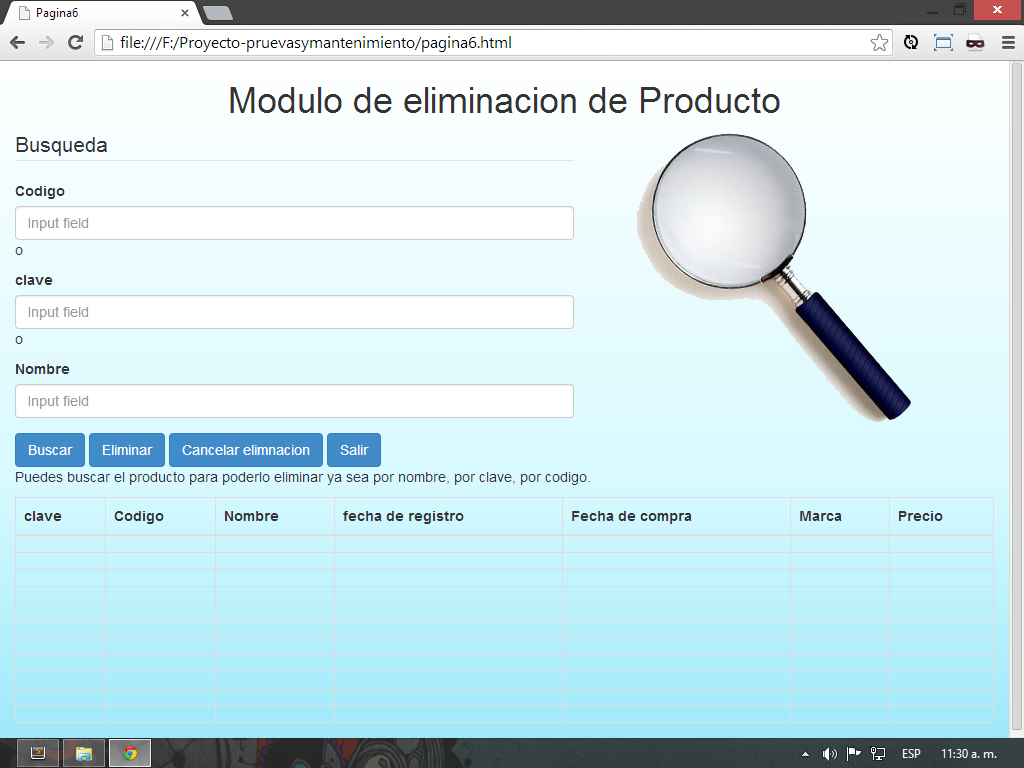 Pagina6
file:///F:/Proyecto-pruevasymantenimiento/pagina6.html
Modulo de eliminacion de Producto
Busqueda
Codigo
Input field
o
clave
Input field
o
Nombre
Input field
Buscar Eliminar Cancelar elimnacion Salir
Puedes buscar el producto para poderlo eliminar ya sea por nombre, por clave, por codigo.
clave Codigo Nombre fecha de registro Fecha de compra Marca Precio
ESP 11:30 a. m.